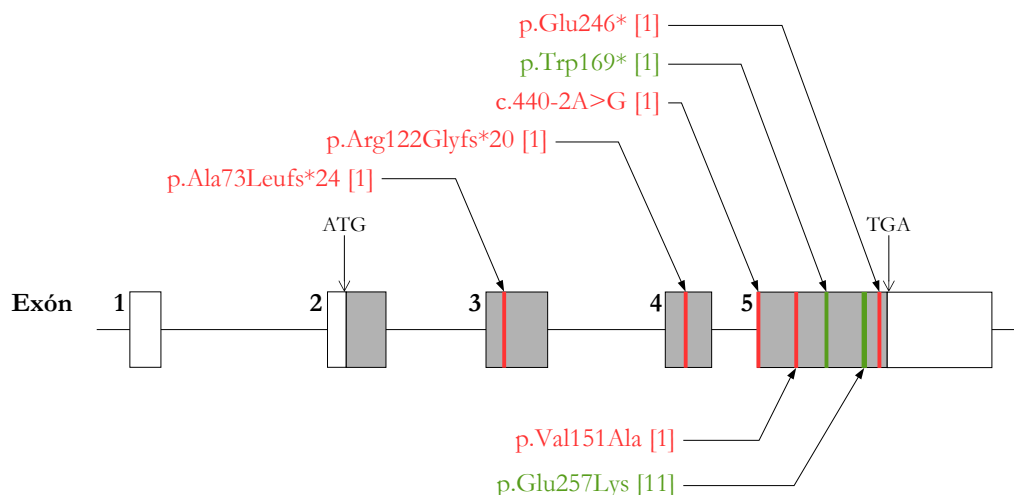 p.Glu246* [1]
p.Trp169* [1]
c.440-2A>G [1]
p.Arg122Glyfs*20 [1]
p.Ala73Leufs*24 [1]
ATG
TGA
Exón
1
2
3
4
5
p.Val151Ala [1]
p.Glu257Lys [11]